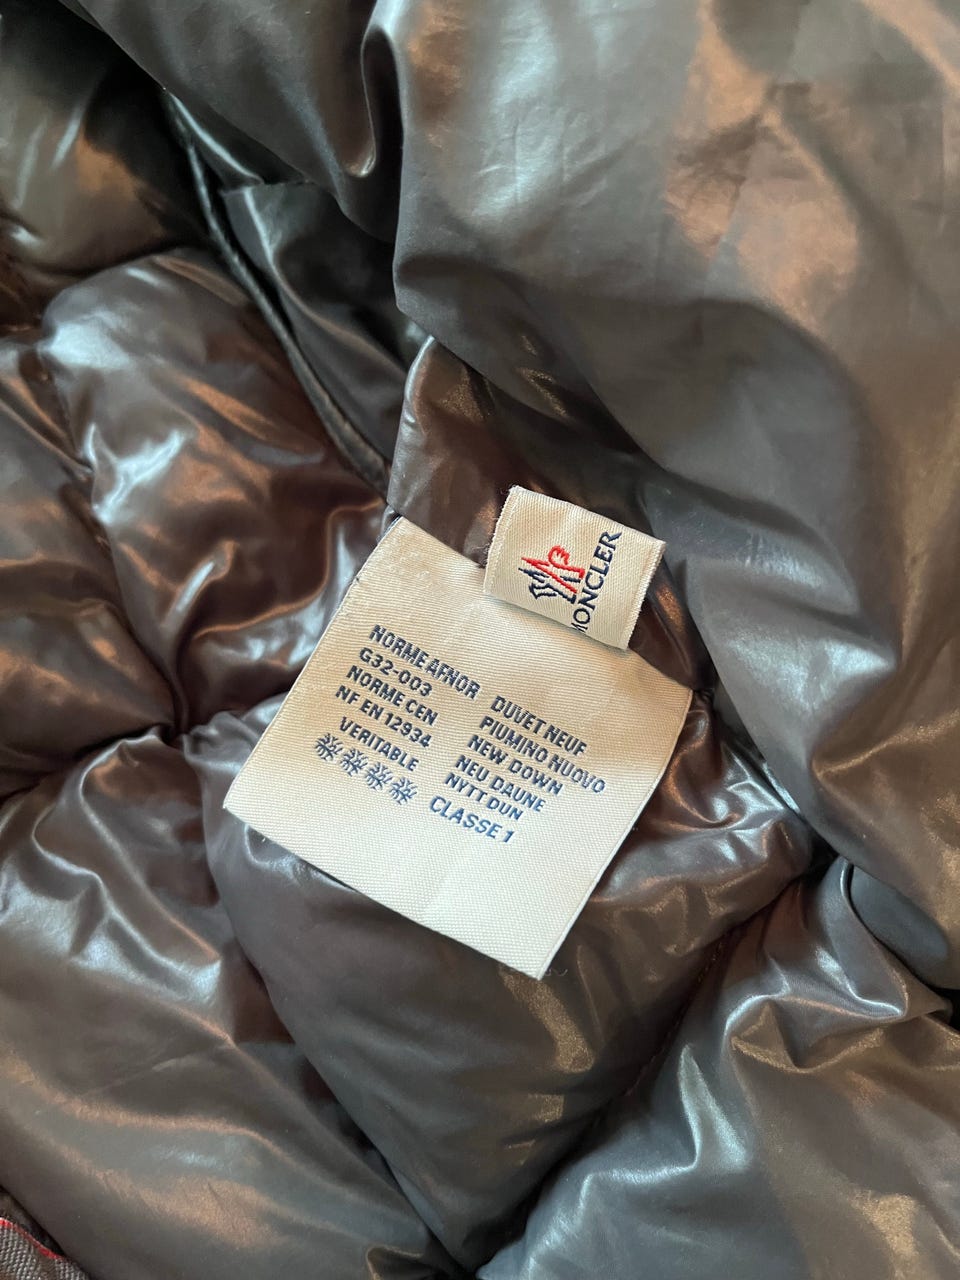 MONCLER
NORME AFNOR
G32-003
NORME CEN
NF EN 12934
VERITABLE
DUVET NEUF
PIUMINO NUOVO
NEW DOWN
NEU DAUNE
NYTT DUN
CLASSE 1